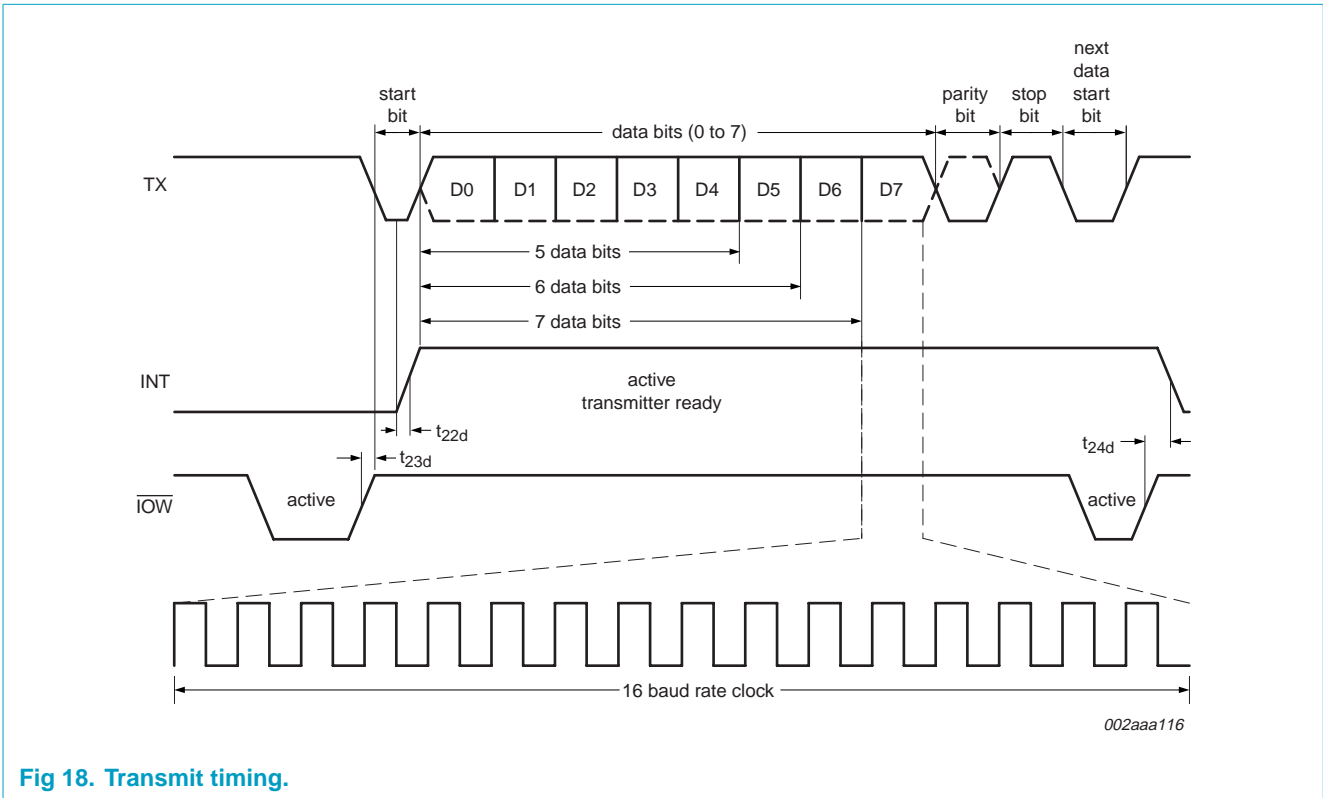 next
data
start
bit
start
bit
parity
bit
stop
bit
data bits (0 to 7)
TX
D0 D1 D2 D3 D4 D5 D6 D7
5 data bits
6 data bits
7 data bits
INT
active
transmitter ready
t22d
t23d
t24d
IOW
active
active
16 baud rate clock
002aaa116
Fig 18. Transmit timing.